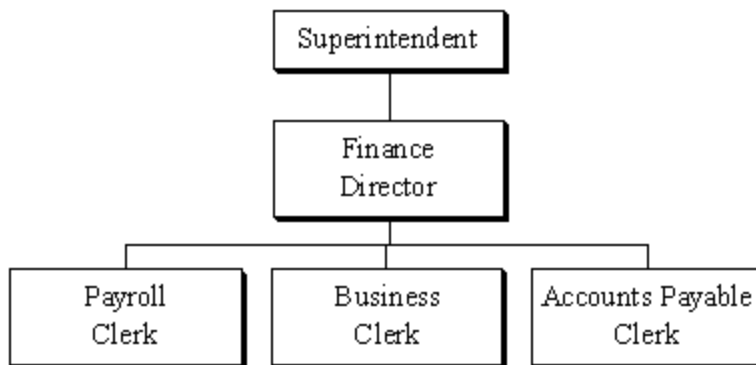 Superintendent
Finance
Director
Payroll
Clerk
Business
Clerk
Accounts Payable
Clerk